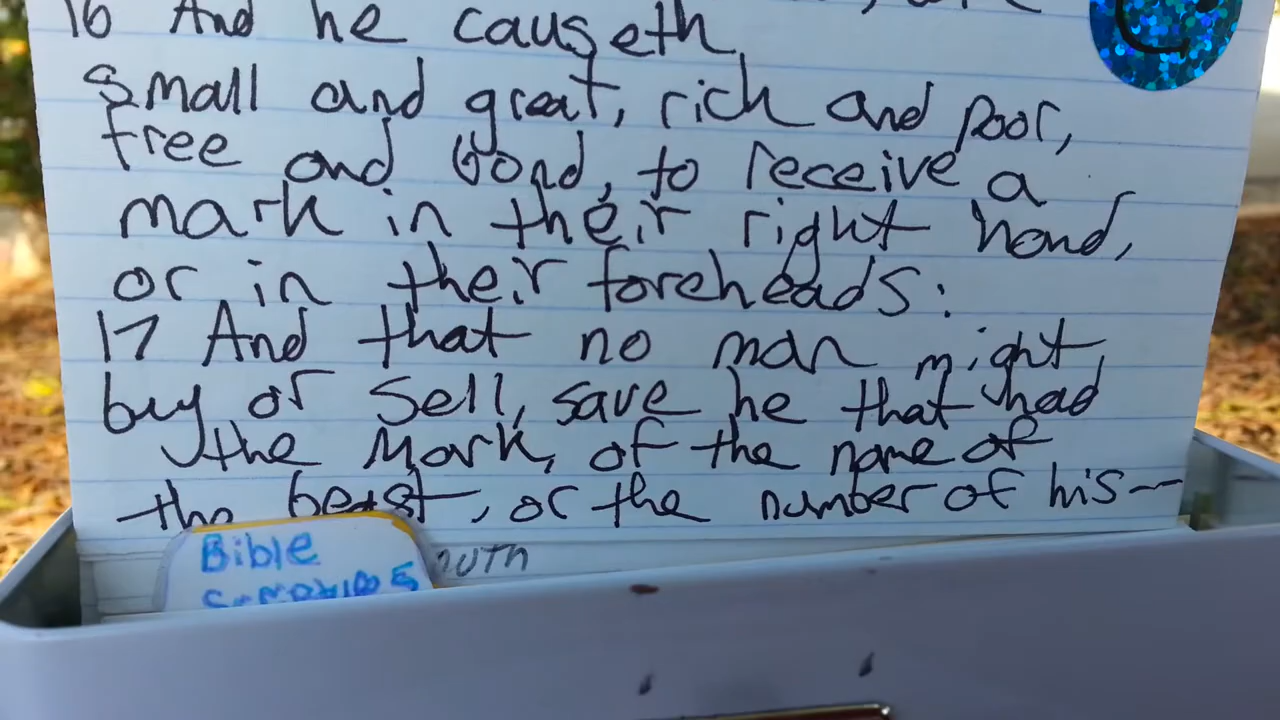 16 And he causeth
small and great, rich and poor,
free and bond, to receive a
mark in their right hand,
or in their foreheads:
17 And that no man might
buy or sell, save he that had
the mark, of the name of
the beast, or the number of his
Bible